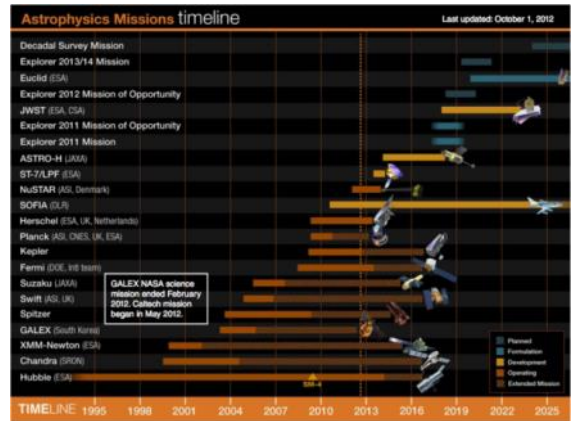 Astrophysics Missions timeline
Last updated: October 1, 2012
Decadal Survey Mission
Explorer 2013/14 Mission
Euclid (ESA)
Explorer 2012 Mission of Opportunity
JWST (ESA, CSA)
Explorer 2011 Mission of Opportunity
Explorer 2011 Mission
ASTRO-H (JAXA)
ST-7/LPF (ESA)
NuSTAR (ASI, Denmark)
SOFIA (DLR)
Herschel (ESA, UK, Netherlands)
Planck (ASI, CNES, UK, ESA)
Kepler
Fermi (DOE, Intl team)
Suzaku (JAXA)
Swift (ASI, UK)
Spitzer
GALEX (South Korea)
XMM-Newton (ESA)
Chandra (SRON)
Hubble (ESA)
GALEX NASA science
mission ended February
2012. Caltech mission
began in May 2012.
SM-4
Planned
Formulation
Development
Operating
Extended Mission
TIMELINE 1995 1998 2001 2004 2007 2010 2013 2016 2019 2022 2025